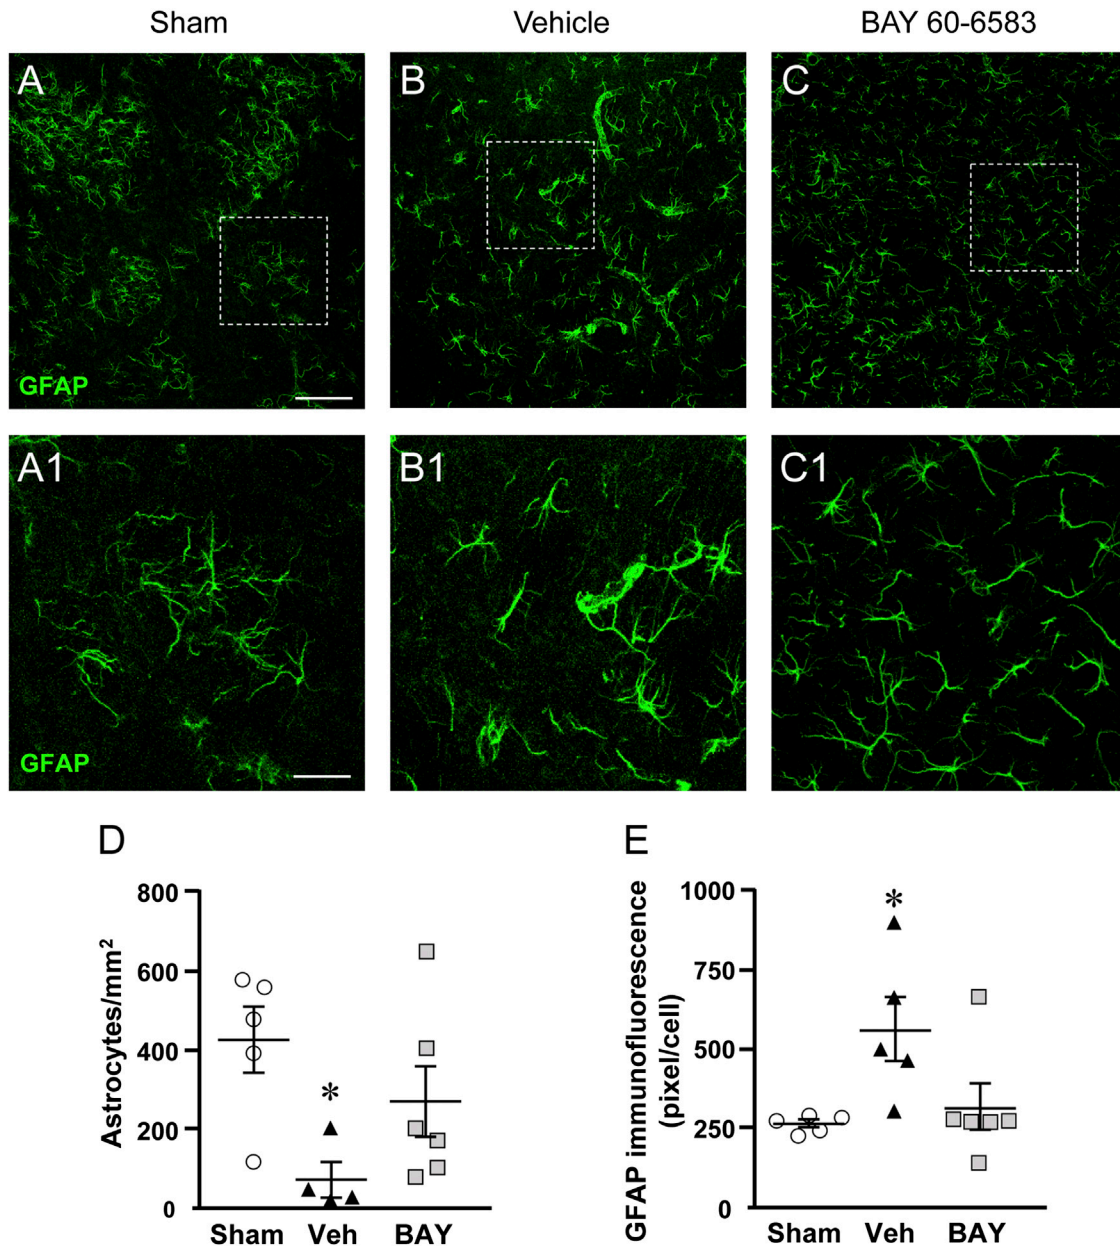 Sham Vehicle BAY 60-6583
A B C
GFAP
A1 B1 C1
GFAP
D E
Astrocytes/mm²
800
600
400
200
0
*
Sham Veh BAY
GFAP immunofluorescence
(pixel/cell)
1000
750
500
250
0
*
Sham Veh BAY